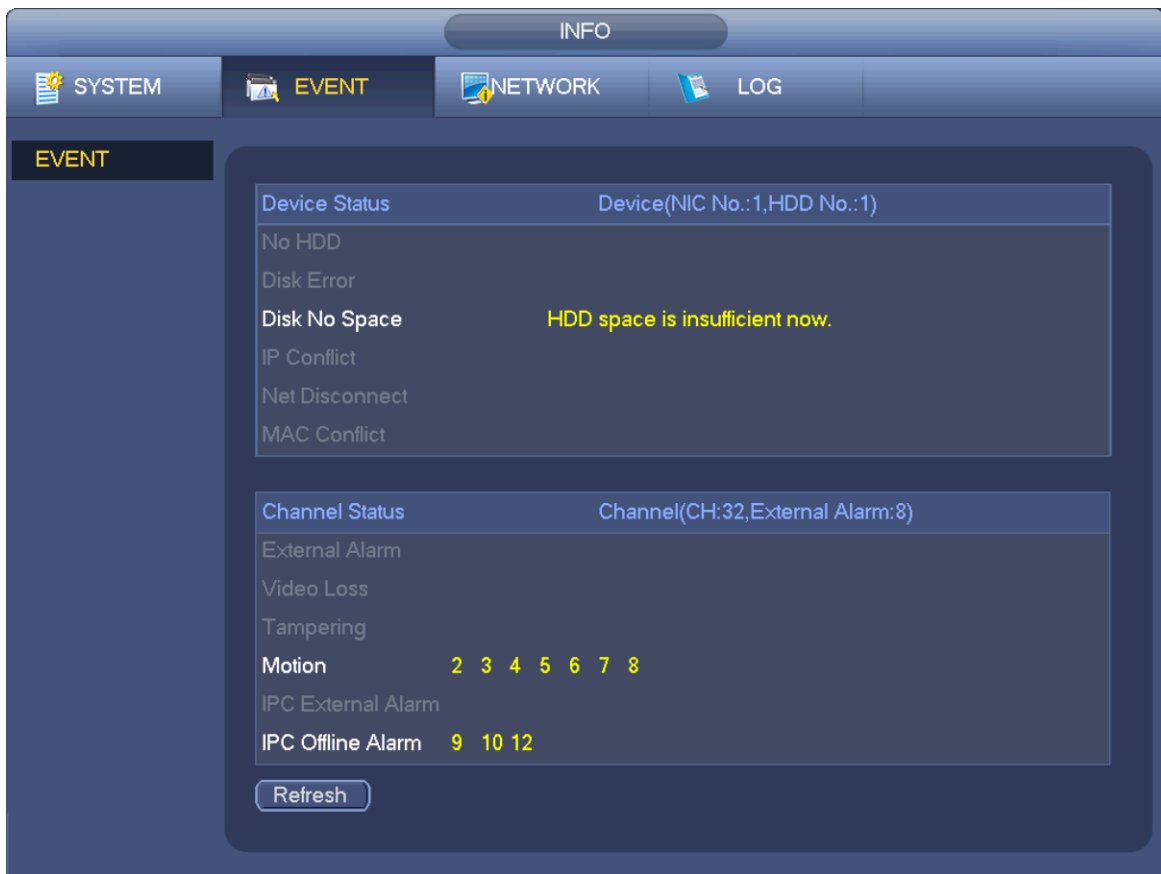 INFO
SYSTEM EVENT NETWORK LOG
EVENT
Device Status Device(NIC No.:1,HDD No.:1)
No HDD
Disk Error
Disk No Space HDD space is insufficient now.
IP Conflict
Net Disconnect
MAC Conflict
Channel Status Channel(CH:32,External Alarm:8)
External Alarm
Video Loss
Tampering
Motion 2 3 4 5 6 7 8
IPC External Alarm
IPC Offline Alarm 9 10 12
Refresh